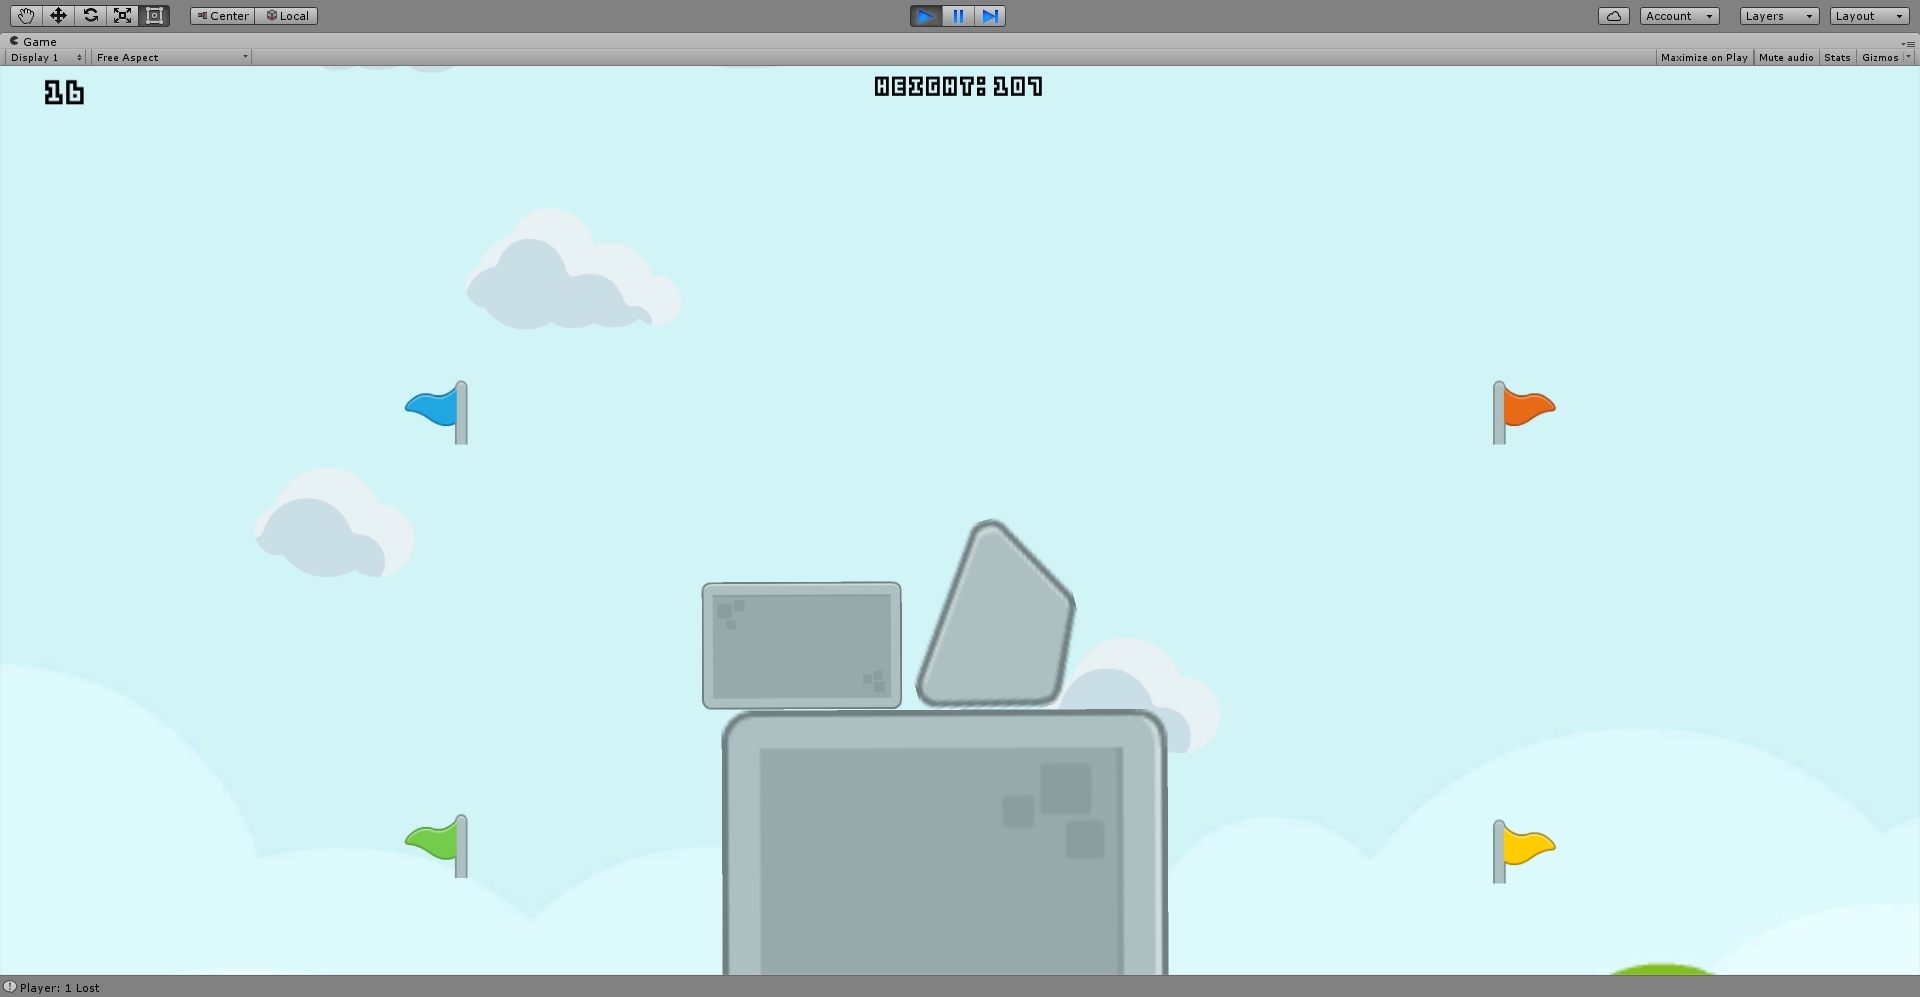 Center Local Account Layers Layout
Game
Display 1 Free Aspect Maximize on Play Mute audio Stats Gizmos
16 HEIGHT: 107
Player: 1 Lost